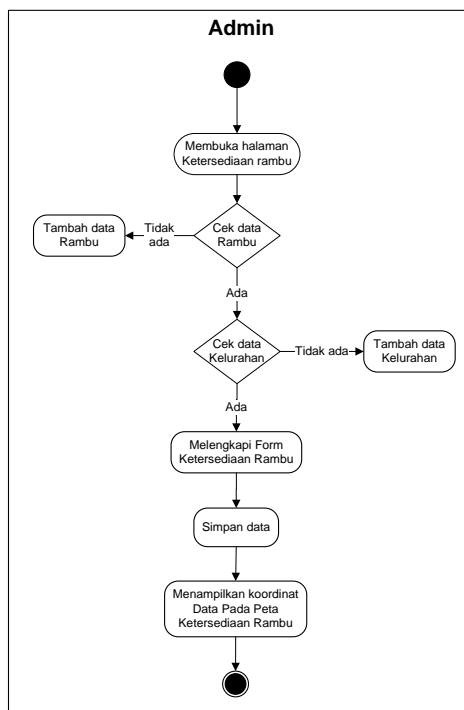 Admin
Membuka halaman
Ketersediaan rambu
Cek data
Rambu
Tidak
ada
Tambah data
Rambu
Ada
Cek data
Kelurahan
Tidak ada
Tambah data
Kelurahan
Ada
Melengkapi Form
Ketersediaan Rambu
Simpan data
Menampilkan koordinat
Data Pada Peta
Ketersediaan Rambu